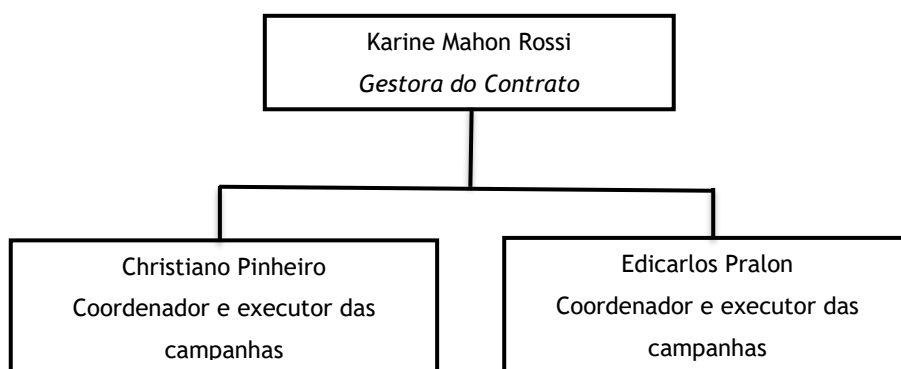 Karine Mahon Rossi
Gestora do Contrato
Christiano Pinheiro
Coordenador e executor das
campanhas
Edicarlos Pralon
Coordenador e executor das
campanhas